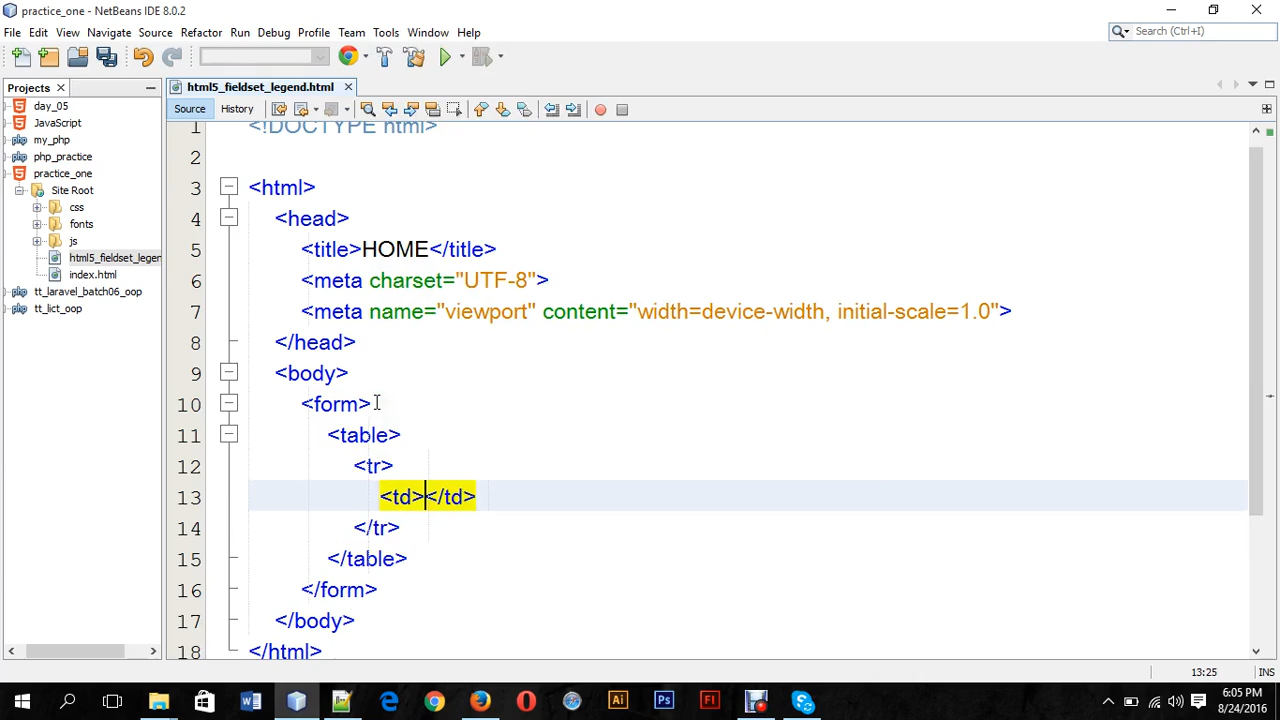 practice_one - NetBeans IDE 8.0.2
File Edit View Navigate Source Refactor Run Debug Profile Team Tools Window Help
Search (Ctrl+I)
Projects
html5_fieldset_legend.html
Source History
day_05
JavaScript
my_php
php_practice
practice_one
Site Root
css
fonts
js
html5_fieldset_legen
index.html
tt_laravel_batch06_oop
tt_lict_oop
1 <!DOCTYPE html>
2
3 <html>
4 <head>
5 <title>HOME</title>
6 <meta charset="UTF-8">
7 <meta name="viewport" content="width=device-width, initial-scale=1.0">
8 </head>
9 <body>
10 <form>
11 <table>
12 <tr>
13 <td></td>
14 </tr>
15 </table>
16 </form>
17 </body>
18 </html>
13:25 INS
Ai Ps Fl
6:05 PM
8/24/2016